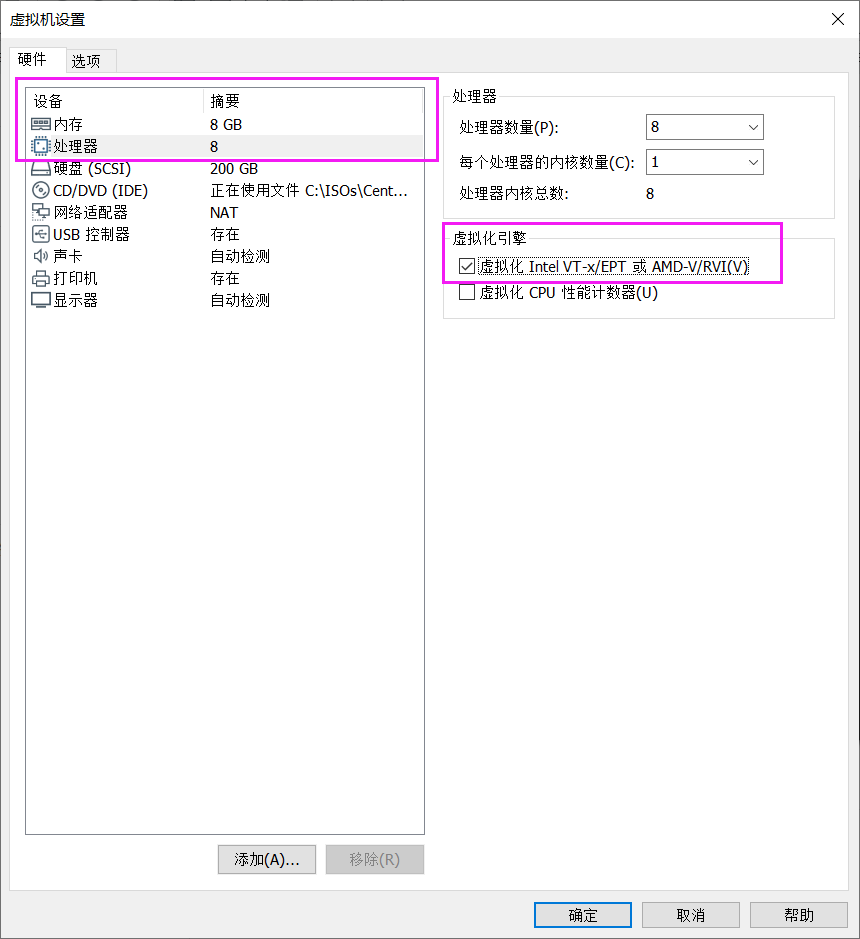 虚拟机设置
硬件 选项
设备 摘要
内存 8 GB
处理器 8
硬盘 (SCSI) 200 GB
CD/DVD (IDE) 正在使用文件 C:\ISOs\Cent...
网络适配器 NAT
USB 控制器 存在
声卡 自动检测
打印机 存在
显示器 自动检测
添加(A)... 移除(R)
处理器
处理器数量(P): 8
每个处理器的内核数量(C): 1
处理器内核总数: 8
虚拟化引擎
虚拟化 Intel VT-x/EPT 或 AMD-V/RVI(V)
虚拟化 CPU 性能计数器(U)
确定 取消 帮助